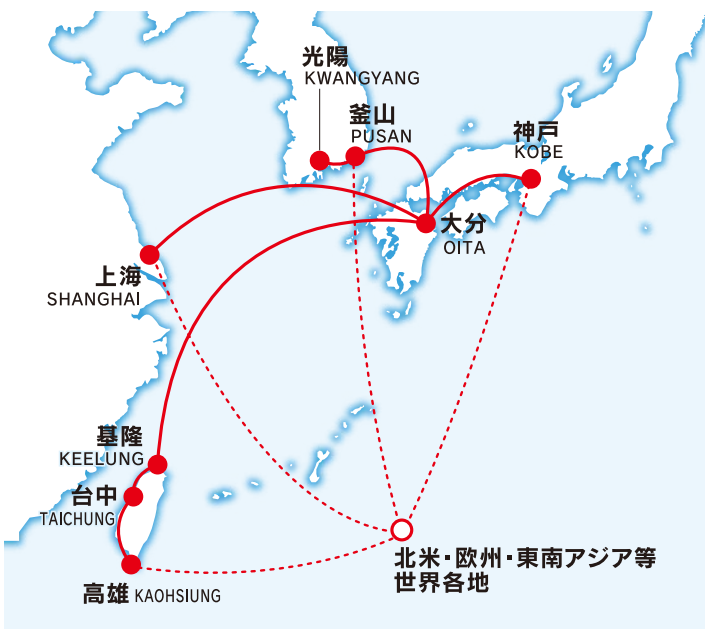 光陽
KWANGYANG
釜山
PUSAN
神戸
KOBE
大分
OITA
上海
SHANGHAI
基隆
KEELUNG
台中
TAICHUNG
高雄 KAOHSIUNG
北米・欧州・東南アジア等
世界各地